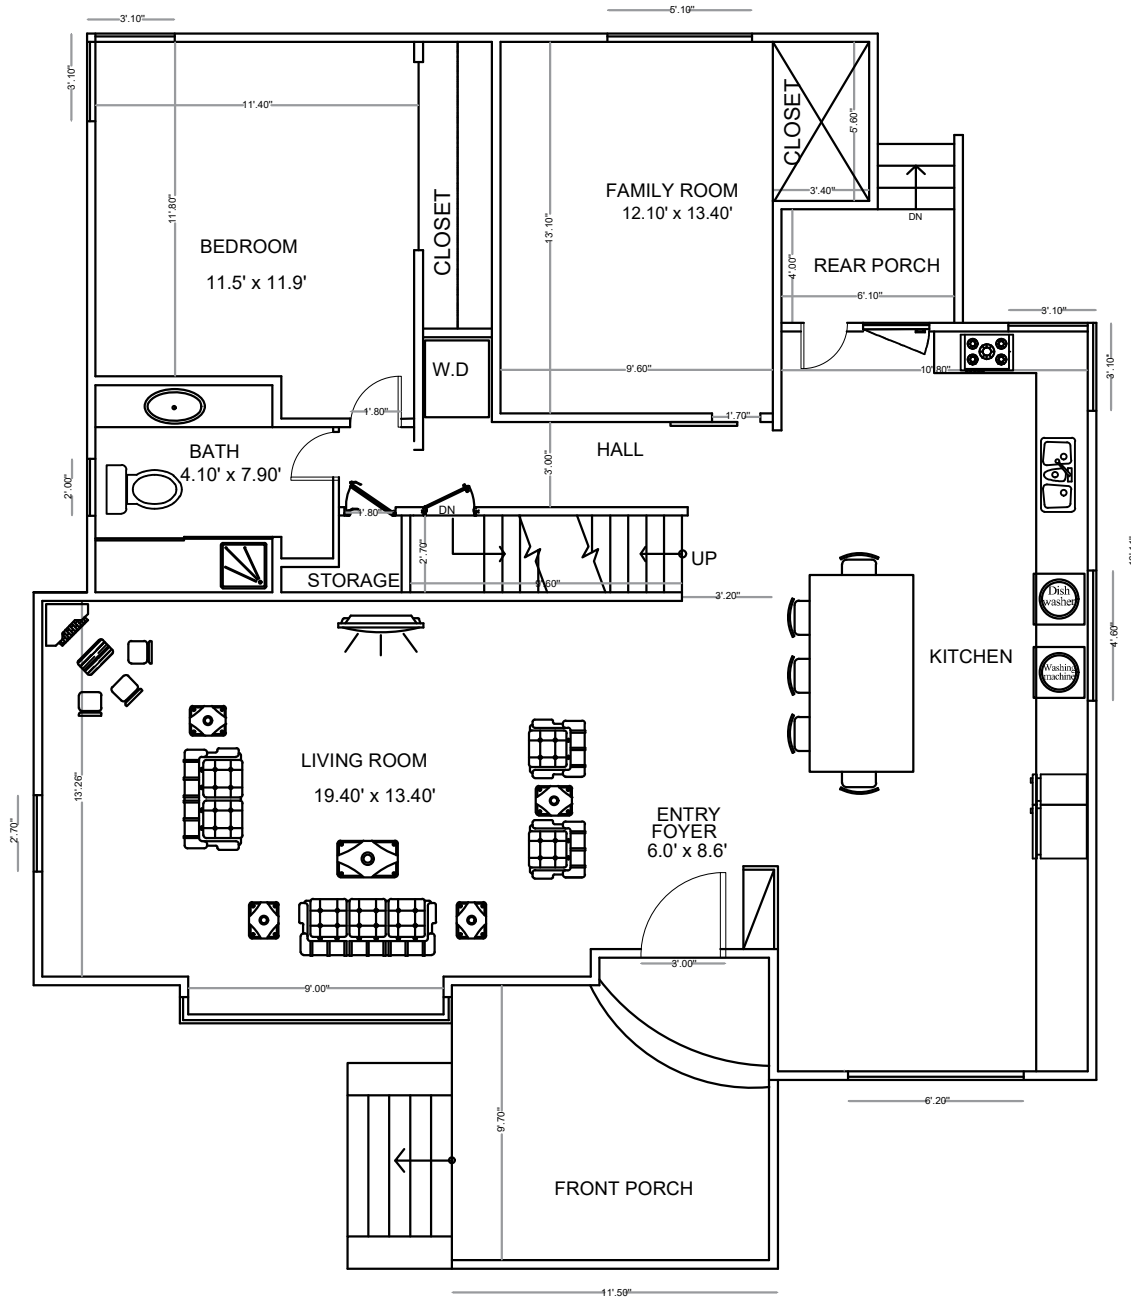 5'.10"
3'.10"
3'.10"
11'.40"
11'.80"
CLOSET
BEDROOM
11.5' x 11.9'
13'.10"
FAMILY ROOM
12.10' x 13.40'
CLOSET
5'.60"
3'.40"
DN
4'.00"
REAR PORCH
6'.10"
3'.10"
3'.10"
W.D
9'.60"
10'.80"
1'.80"
1'.70"
BATH
4.10' x 7.90'
2'.00"
HALL
3'.00"
1'.80"
DN
2'.70"
UP
STORAGE
9'.60"
3'.20"
Dish
washer
4'.60"
KITCHEN
Washing
machine
LIVING ROOM
19.40' x 13.40'
13'.26"
2'.70"
ENTRY
FOYER
6.0' x 8.6'
3'.00"
9'.00"
6'.20"
9'.70"
FRONT PORCH
11'.50"